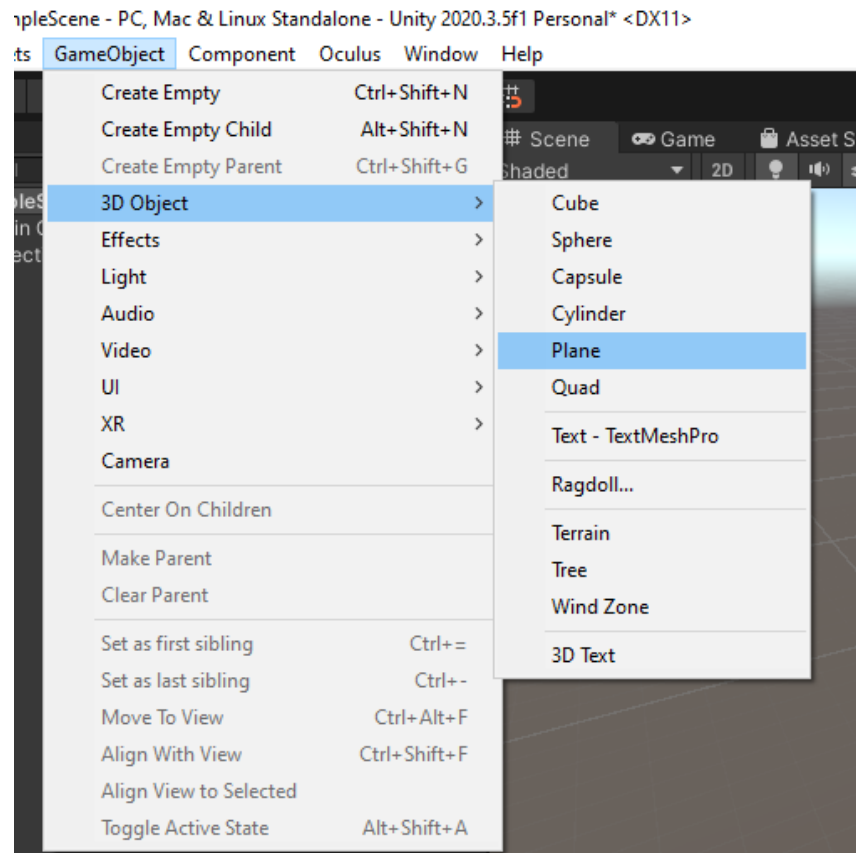 npleScene - PC, Mac & Linux Standalone - Unity 2020.3.5f1 Personal* <DX11>
ts GameObject Component Oculus Window Help
Create Empty Ctrl+Shift+N
Create Empty Child Alt+Shift+N
# Scene Game Asset S
Create Empty Parent Ctrl+Shift+G
Shaded 2D
3D Object >
Effects >
Light >
Audio >
Video >
UI >
XR >
Camera
Center On Children
Make Parent
Clear Parent
Set as first sibling Ctrl+=
Set as last sibling Ctrl+-
Move To View Ctrl+Alt+F
Align With View Ctrl+Shift+F
Align View to Selected
Toggle Active State Alt+Shift+A
Cube
Sphere
Capsule
Cylinder
Plane
Quad
Text - TextMeshPro
Ragdoll...
Terrain
Tree
Wind Zone
3D Text